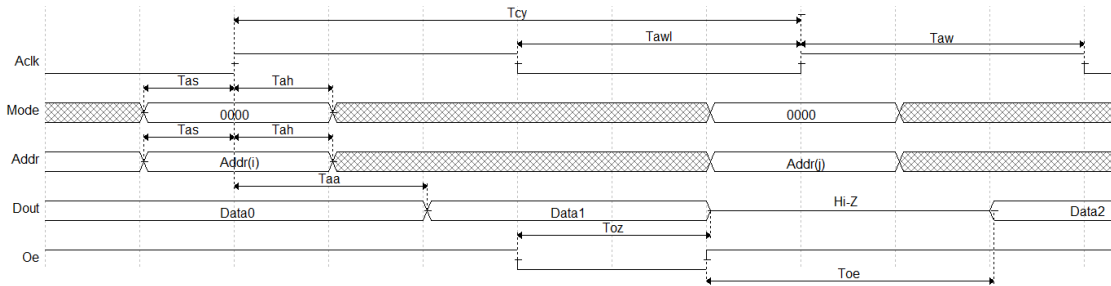 Tcy
Tawl Taw
Aclk
Tas Tah
Mode 0000 0000
Tas Tah
Addr Addr(i) Addr(j)
Taa
Dout Data0 Data1 Hi-Z Data2
Toz
Oe
Toe